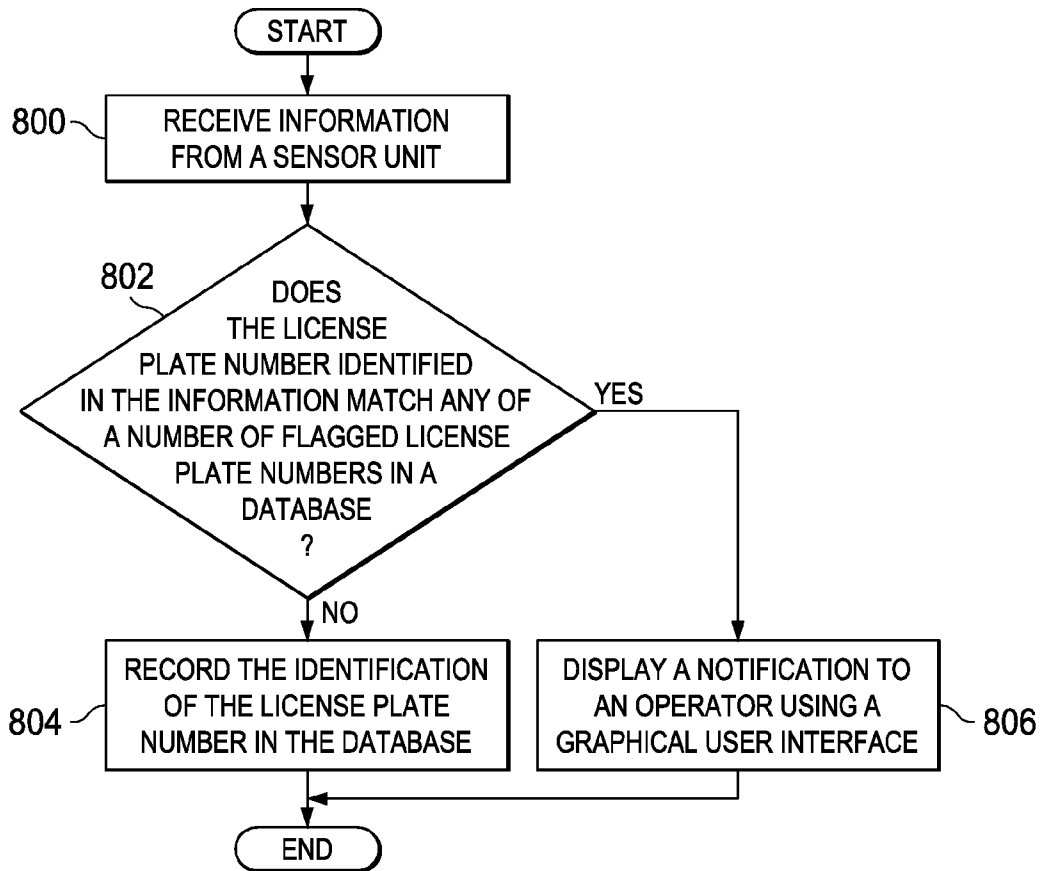 START
800
RECEIVE INFORMATION
FROM A SENSOR UNIT
802
DOES
THE LICENSE
PLATE NUMBER IDENTIFIED
IN THE INFORMATION MATCH ANY OF
A NUMBER OF FLAGGED LICENSE
PLATE NUMBERS IN A
DATABASE
?
YES
NO
804
RECORD THE IDENTIFICATION
OF THE LICENSE PLATE
NUMBER IN THE DATABASE
DISPLAY A NOTIFICATION TO
AN OPERATOR USING A
GRAPHICAL USER INTERFACE
806
END